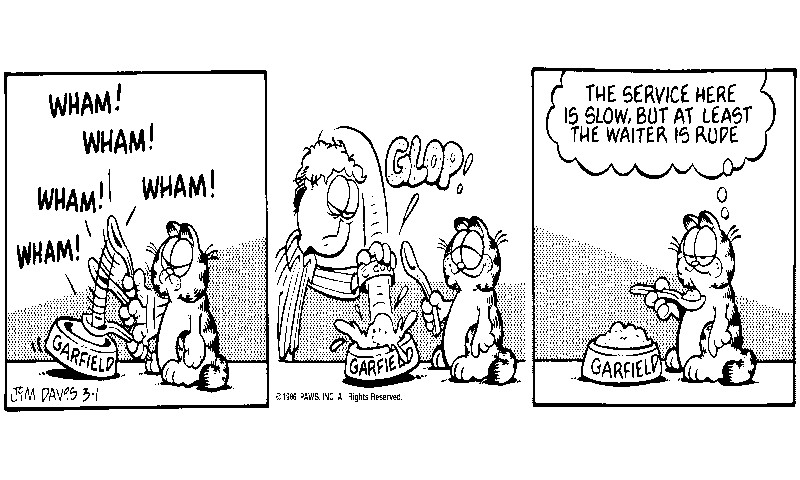 WHAM!
WHAM!
WHAM!
WHAM!
WHAM!
GARFIELD
JIM DAVIS 3-1
GLOP!
GARFIELD
© 1986 PAWS, INC. All Rights Reserved.
THE SERVICE HERE
IS SLOW, BUT AT LEAST
THE WAITER IS RUDE
GARFIELD